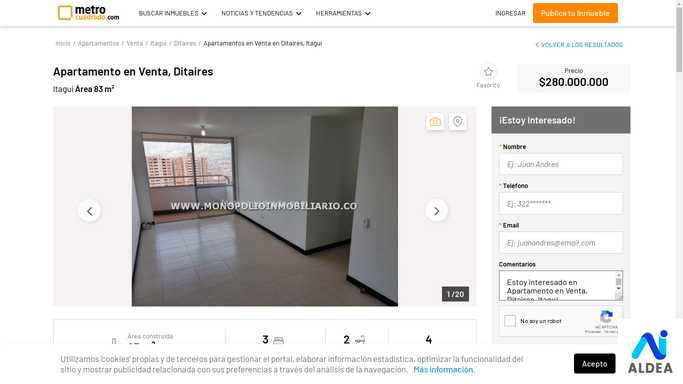 metro
cuadrado.com
BUSCAR INMUEBLES
NOTICIAS Y TENDENCIAS
HERRAMIENTAS
INGRESAR
Publica tu inmueble
Inicio / Apartamentos / Venta / Itagui / Ditaires / Apartamentos en Venta en Ditaires, Itagui
VOLVER A LOS RESULTADOS
Apartamento en Venta, Ditaires
Itagui Área 83 m²
Favorito
Precio
$280.000.000
WWW.MONOPOLIOINMOBILIARIO.CO
1 / 20
¡Estoy interesado!
* Nombre
Ej: Juan Andres
* Teléfono
Ej: 322*******
* Email
Ej: juanandres@email.com
Comentarios
Estoy interesado en
Apartamento en Venta,
Ditaires, Itagui
No soy un robot
reCAPTCHA
Privacidad - Términos
Área construida
3
2
4
Utilizamos 'cookies' propias y de terceros para gestionar el portal, elaborar información estadística, optimizar la funcionalidad del
sitio y mostrar publicidad relacionada con sus preferencias a través del análisis de la navegación. Más información.
Acepto
ALDEA